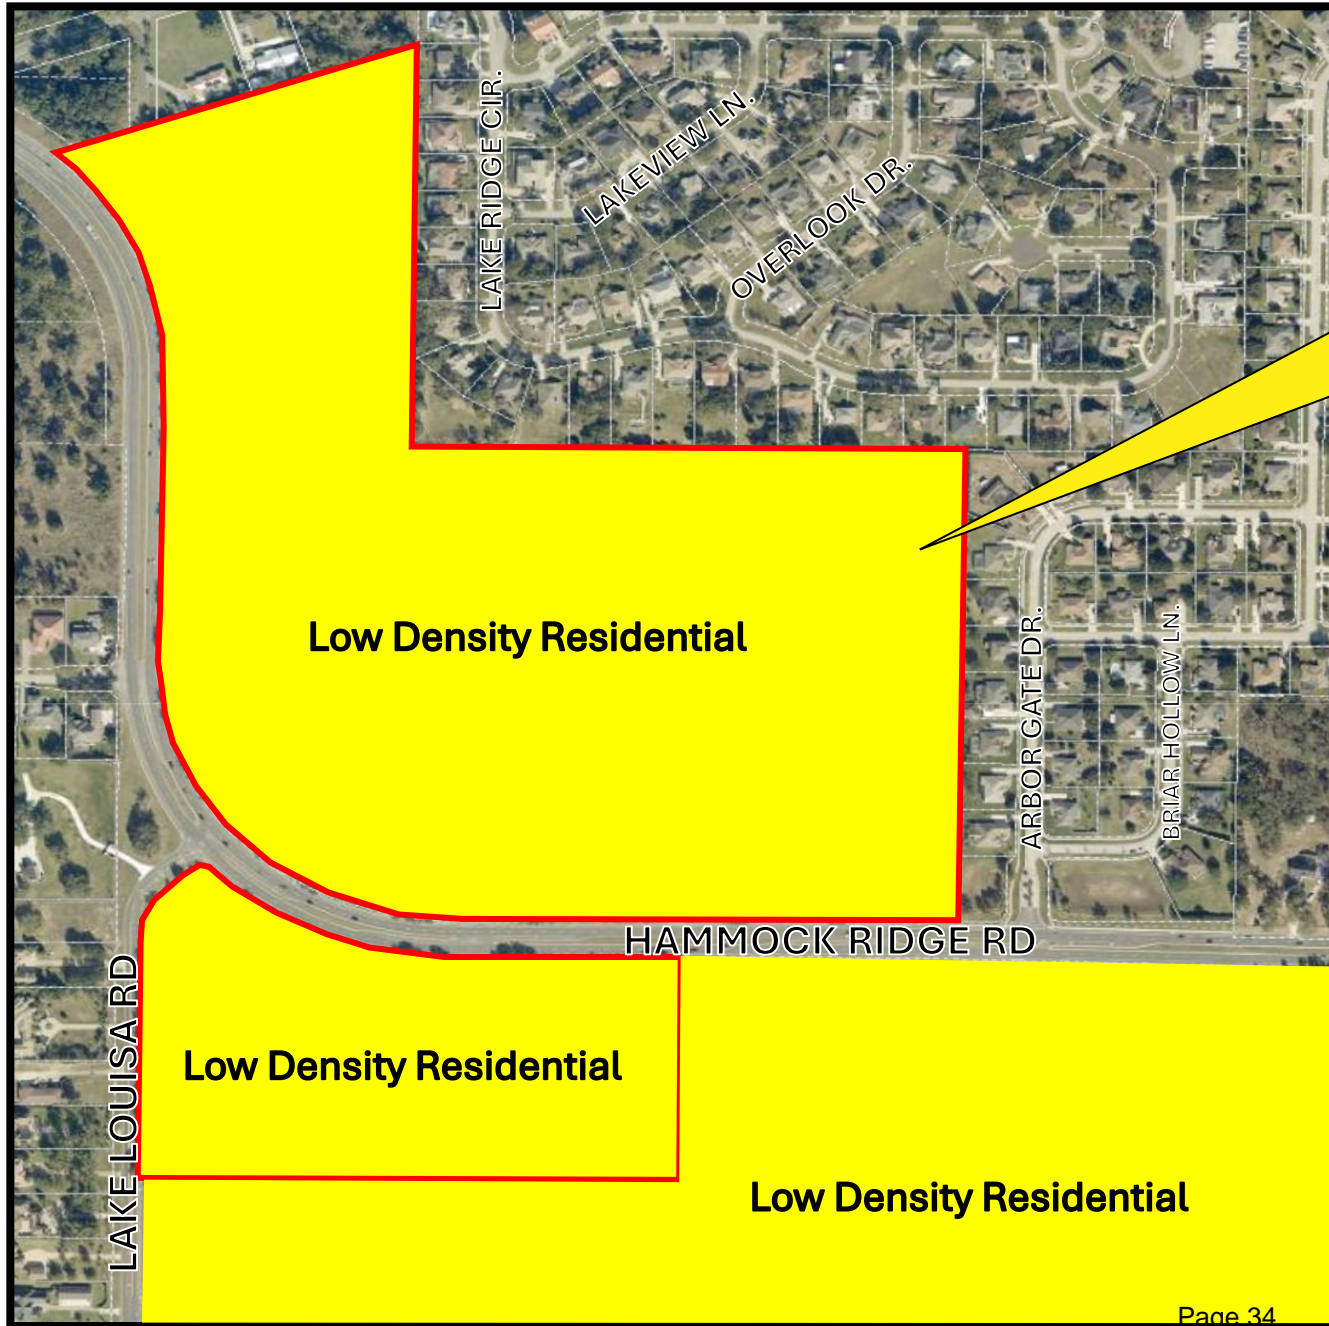 LAKE RIDGE CIR.
LAKEVIEW LN.
OVERLOOK DR.
Low Density Residential
ARBOR GATE DR.
BRIAR HOLLOW LN.
HAMMOCK RIDGE RD
LAKE LOUISA RD
Low Density Residential
Low Density Residential
Page 34